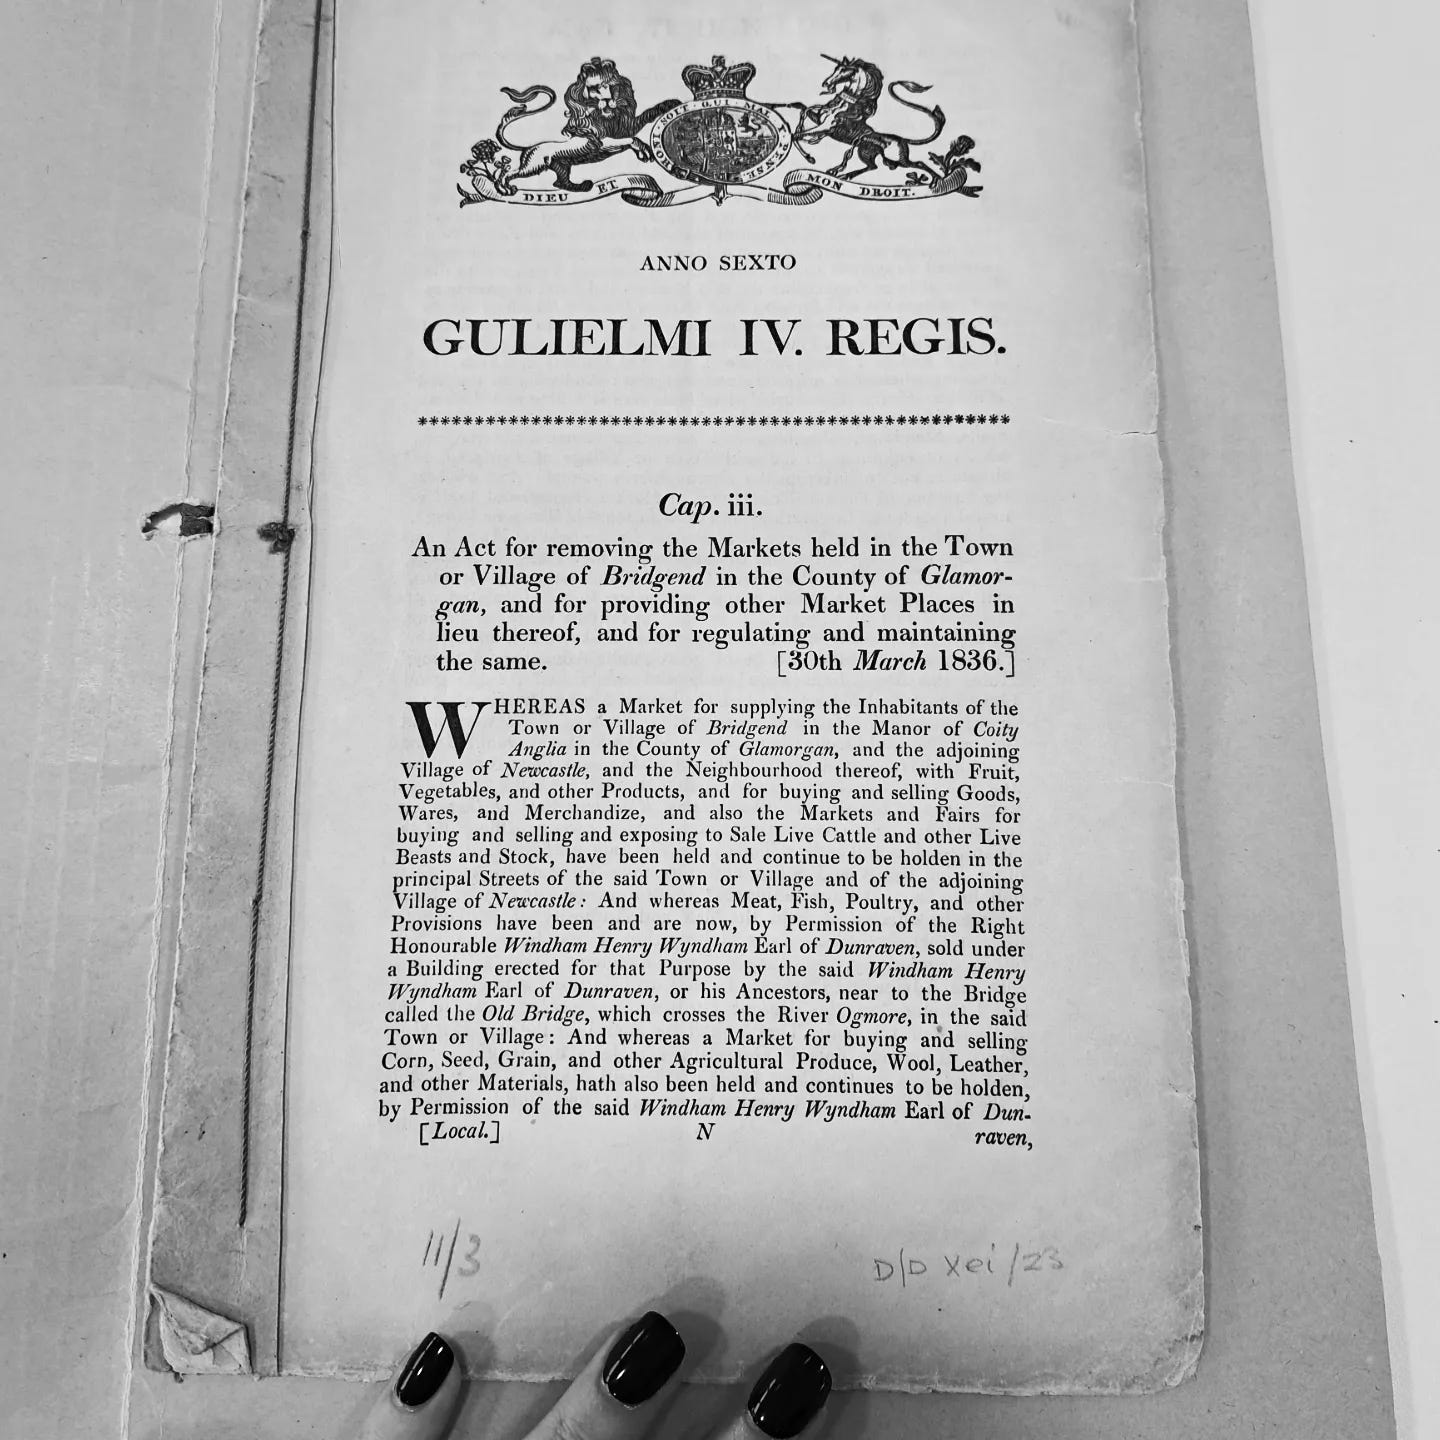 HONI · SOIT · QUI · MAL · Y · PENSE
DIEU ET MON DROIT.
ANNO SEXTO
GULIELMI IV. REGIS.
Cap. iii.
An Act for removing the Markets held in the Town
or Village of Bridgend in the County of Glamor-
gan, and for providing other Market Places in
lieu thereof, and for regulating and maintaining
the same. [30th March 1836.]
WHEREAS a Market for supplying the Inhabitants of the
Town or Village of Bridgend in the Manor of Coity
Anglia in the County of Glamorgan, and the adjoining
Village of Newcastle, and the Neighbourhood thereof, with Fruit,
Vegetables, and other Products, and for buying and selling Goods,
Wares, and Merchandize, and also the Markets and Fairs for
buying and selling and exposing to Sale Live Cattle and other Live
Beasts and Stock, have been held and continue to be holden in the
principal Streets of the said Town or Village and of the adjoining
Village of Newcastle: And whereas Meat, Fish, Poultry, and other
Provisions have been and are now, by Permission of the Right
Honourable Windham Henry Wyndham Earl of Dunraven, sold under
a Building erected for that Purpose by the said Windham Henry
Wyndham Earl of Dunraven, or his Ancestors, near to the Bridge
called the Old Bridge, which crosses the River Ogmore, in the said
Town or Village: And whereas a Market for buying and selling
Corn, Seed, Grain, and other Agricultural Produce, Wool, Leather,
and other Materials, hath also been held and continues to be holden,
by Permission of the said Windham Henry Wyndham Earl of Dun-
[Local.] N raven,
11/3
D/D Xei/23